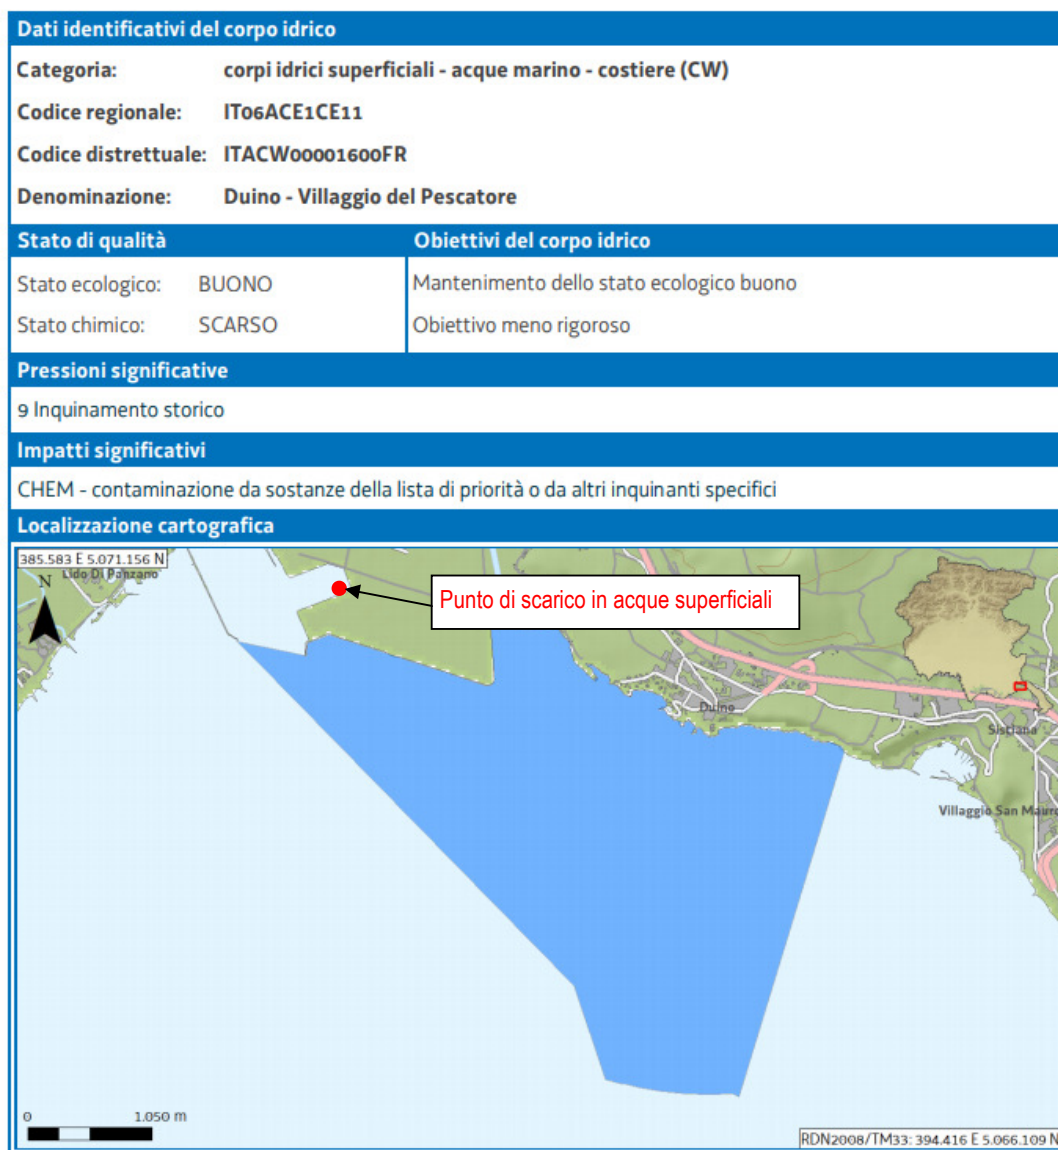 Dati identificativi del corpo idrico
Categoria: corpi idrici superficiali - acque marino - costiere (CW)
Codice regionale: IT06ACE1CE11
Codice distrettuale: ITACW00001600FR
Denominazione: Duino - Villaggio del Pescatore
Stato di qualità Obiettivi del corpo idrico
Stato ecologico: BUONO Mantenimento dello stato ecologico buono
Stato chimico: SCARSO Obiettivo meno rigoroso
Pressioni significative
9 Inquinamento storico
Impatti significativi
CHEM - contaminazione da sostanze della lista di priorità o da altri inquinanti specifici
Localizzazione cartografica
385.583 E 5.071.156 N
Lido Di Panzano
N
Punto di scarico in acque superficiali
Duino
Sistiana
Villaggio San Mauro
0 1.050 m
RDN2008/TM33: 394.416 E 5.066.109 N